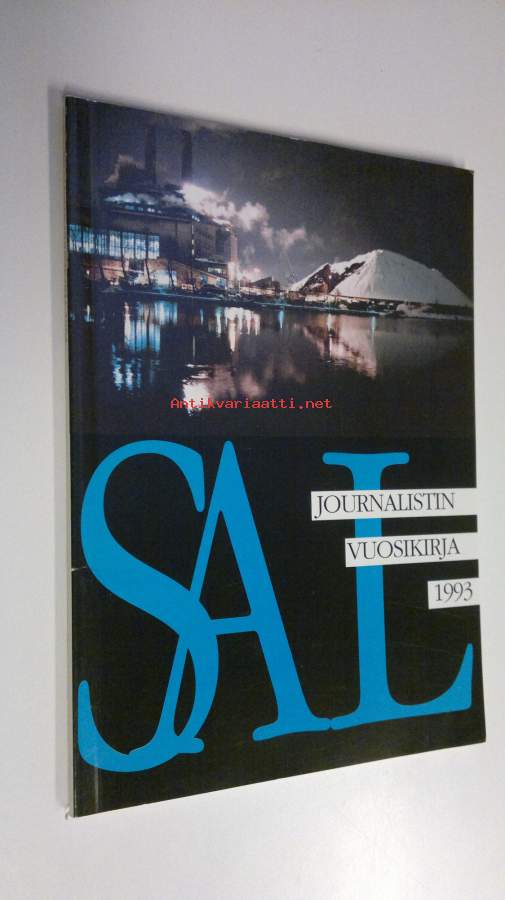 Antikvariaatti.net
SAL
JOURNALISTIN
VUOSIKIRJA
1993